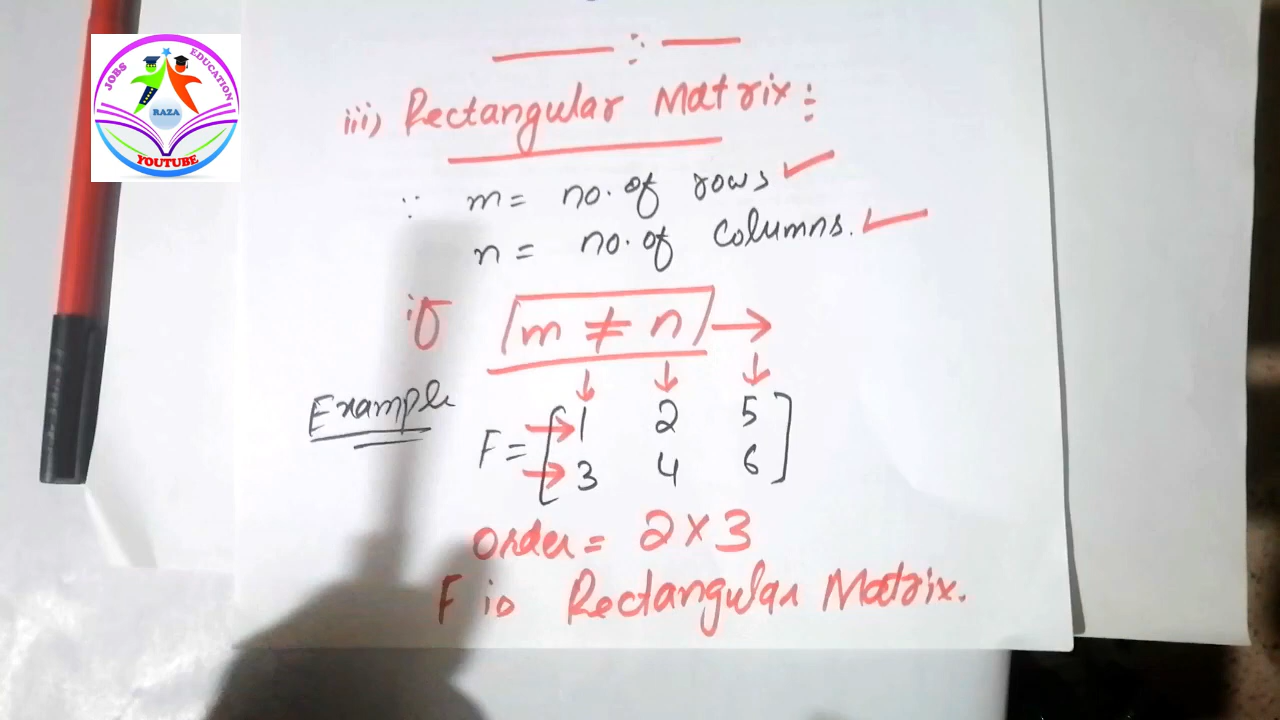 JOBS EDUCATION
RAZA
YOUTUBE
iii) Rectangular Matrix:
∵ m = no. of rows ✓
n = no. of columns. ✓
if m ≠ n →
↓ ↓ ↓
Example
F = [ → 1 2 5
→ 3 4 6 ]
Order = 2 × 3
F is Rectangular Matrix.